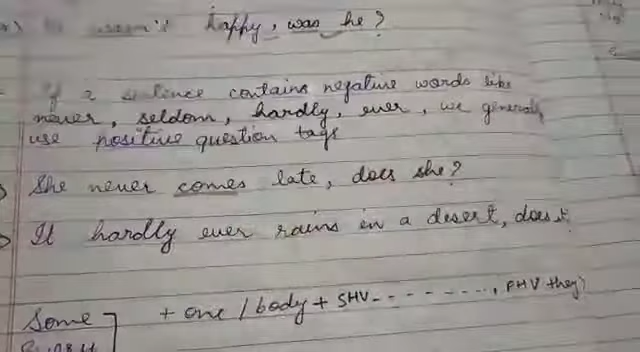 happy, was he?
If a sentence contains negative words like
never, seldom, hardly, ever, we generally
use positive question tags
She never comes late, does she?
It hardly ever rains in a desert, does it
Some + one / body + SHV - - - - - - - - ., PHV they?